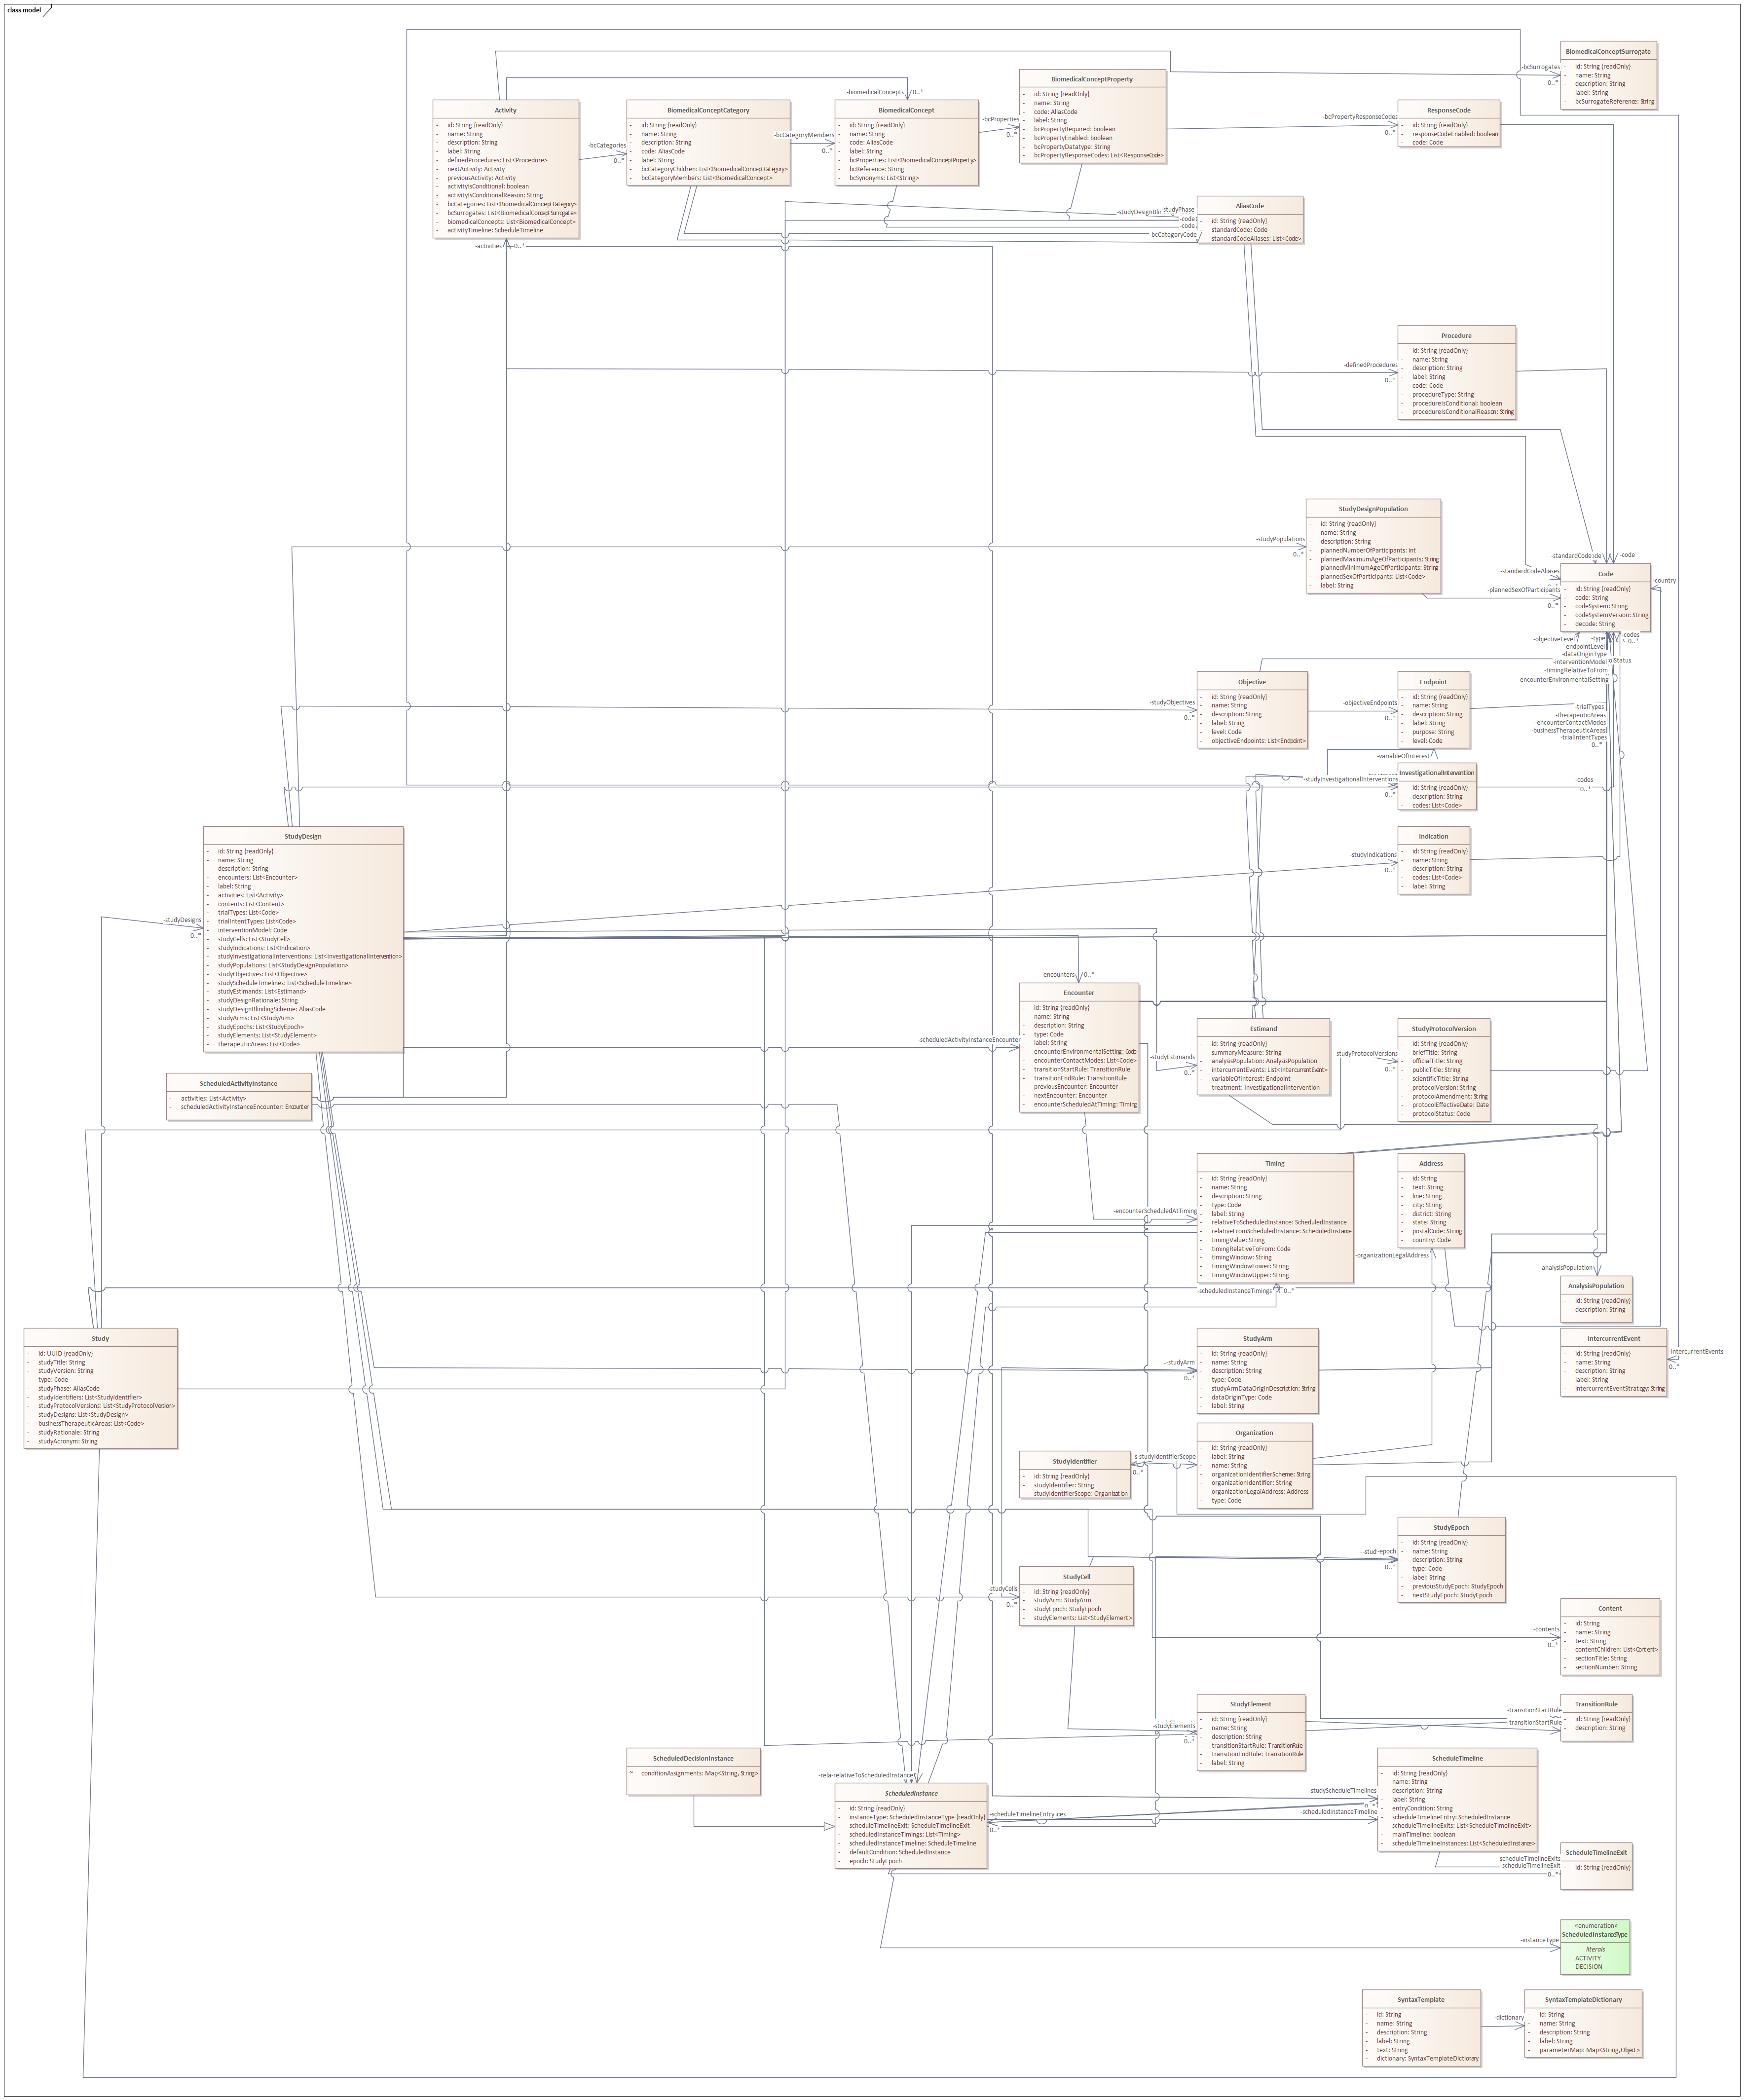 class model
BiomedicalConceptSurrogate
- id: String {readOnly}
- name: String
- description: String
- label: String
- bcSurrogateReference: String
-bcSurrogates
0..*
Activity
- id: String {readOnly}
- name: String
- description: String
- label: String
- definedProcedures: List<Procedure>
- nextActivity: Activity
- previousActivity: Activity
- activityIsConditional: boolean
- activityIsConditionalReason: String
- bcCategories: List<BiomedicalConceptCategory>
- bcSurrogates: List<BiomedicalConceptSurrogate>
- biomedicalConcepts: List<BiomedicalConcept>
- activityTimeline: ScheduleTimeline
-bcCategories
0..*
BiomedicalConceptCategory
- id: String {readOnly}
- name: String
- description: String
- code: AliasCode
- label: String
- bcCategoryChildren: List<BiomedicalConceptCategory>
- bcCategoryMembers: List<BiomedicalConcept>
-bcCategoryMembers
0..*
-biomedicalConcepts
0..*
BiomedicalConcept
- id: String {readOnly}
- name: String
- code: AliasCode
- label: String
- bcProperties: List<BiomedicalConceptProperty>
- bcReference: String
- bcSynonyms: List<String>
-bcProperties
0..*
BiomedicalConceptProperty
- id: String {readOnly}
- name: String
- code: AliasCode
- label: String
- bcPropertyRequired: boolean
- bcPropertyEnabled: boolean
- bcPropertyDatatype: String
- bcPropertyResponseCodes: List<ResponseCode>
-bcPropertyResponseCodes
0..*
ResponseCode
- id: String {readOnly}
- responseCodeEnabled: boolean
- code: Code
-studyPhase
-code
-code
-bcCategoryCode
AliasCode
- id: String {readOnly}
- standardCode: Code
- standardCodeAliases: List<Code>
-activities
0..*
-definedProcedures
0..*
Procedure
- id: String {readOnly}
- name: String
- description: String
- label: String
- code: Code
- procedureType: String
- procedureIsConditional: boolean
- procedureIsConditionalReason: String
-studyPopulations
0..*
StudyDesignPopulation
- id: String {readOnly}
- name: String
- description: String
- plannedNumberOfParticipants: int
- plannedMaximumAgeOfParticipants: String
- plannedMinimumAgeOfParticipants: String
- plannedSexOfParticipants: List<Code>
- label: String
-code
-standardCodeAliases
-plannedSexOfParticipants
0..*
-country
Code
- id: String {readOnly}
- code: String
- codeSystem: String
- codeSystemVersion: String
- decode: String
-objectiveLevel
-type
-codes
0..*
-endpointLevel
-dataOriginType
-interventionModel
-timingRelativeToFrom
-encounterEnvironmentalSetting
-trialTypes
-therapeuticAreas
-encounterContactModes
-businessTherapeuticAreas
-trialIntentTypes
0..*
-studyObjectives
0..*
Objective
- id: String {readOnly}
- name: String
- description: String
- label: String
- level: Code
- objectiveEndpoints: List<Endpoint>
-objectiveEndpoints
0..*
Endpoint
- id: String {readOnly}
- name: String
- description: String
- label: String
- purpose: String
- level: Code
-variableOfInterest
-studyInvestigationalInterventions
0..*
InvestigationalIntervention
- id: String {readOnly}
- description: String
- codes: List<Code>
-codes
0..*
-studyIndications
0..*
Indication
- id: String {readOnly}
- name: String
- description: String
- codes: List<Code>
- label: String
-studyDesigns
0..*
StudyDesign
- id: String {readOnly}
- name: String
- description: String
- encounters: List<Encounter>
- label: String
- activities: List<Activity>
- contents: List<Content>
- trialTypes: List<Code>
- trialIntentTypes: List<Code>
- interventionModel: Code
- studyCells: List<StudyCell>
- studyIndications: List<Indication>
- studyInvestigationalInterventions: List<InvestigationalIntervention>
- studyPopulations: List<StudyDesignPopulation>
- studyObjectives: List<Objective>
- studyScheduleTimelines: List<ScheduleTimeline>
- studyEstimands: List<Estimand>
- studyDesignRationale: String
- studyDesignBlindingScheme: AliasCode
- studyArms: List<StudyArm>
- studyEpochs: List<StudyEpoch>
- studyElements: List<StudyElement>
- therapeuticAreas: List<Code>
ScheduledActivityInstance
- activities: List<Activity>
- scheduledActivityInstanceEncounter: Encounter
-encounters
0..*
-scheduledActivityInstanceEncounter
Encounter
- id: String {readOnly}
- name: String
- description: String
- type: Code
- label: String
- encounterEnvironmentalSetting: Code
- encounterContactModes: List<Code>
- transitionStartRule: TransitionRule
- transitionEndRule: TransitionRule
- previousEncounter: Encounter
- nextEncounter: Encounter
- encounterScheduledAtTiming: Timing
-studyEstimands
0..*
Estimand
- id: String {readOnly}
- summaryMeasure: String
- analysisPopulation: AnalysisPopulation
- intercurrentEvents: List<IntercurrentEvent>
- variableOfInterest: Endpoint
- treatment: InvestigationalIntervention
-studyProtocolVersions
0..*
StudyProtocolVersion
- id: String {readOnly}
- briefTitle: String
- officialTitle: String
- publicTitle: String
- scientificTitle: String
- protocolVersion: String
- protocolAmendment: String
- protocolEffectiveDate: Date
- protocolStatus: Code
-encounterScheduledAtTiming
Timing
- id: String {readOnly}
- name: String
- description: String
- type: Code
- label: String
- relativeToScheduledInstance: ScheduledInstance
- relativeFromScheduledInstance: ScheduledInstance
- timingValue: String
- timingRelativeToFrom: Code
- timingWindow: String
- timingWindowLower: String
- timingWindowUpper: String
-scheduledInstanceTimings
0..*
Address
- id: String
- text: String
- line: String
- city: String
- district: String
- state: String
- postalCode: String
- country: Code
-organizationLegalAddress
-analysisPopulation
AnalysisPopulation
- id: String {readOnly}
- description: String
Study
- id: UUID {readOnly}
- studyTitle: String
- studyVersion: String
- type: Code
- studyPhase: AliasCode
- studyIdentifiers: List<StudyIdentifier>
- studyProtocolVersions: List<StudyProtocolVersion>
- studyDesigns: List<StudyDesign>
- businessTherapeuticAreas: List<Code>
- studyRationale: String
- studyAcronym: String
-studyArm
0..*
StudyArm
- id: String {readOnly}
- name: String
- description: String
- type: Code
- studyArmDataOriginDescription: String
- dataOriginType: Code
- label: String
IntercurrentEvent
- id: String {readOnly}
- name: String
- description: String
- label: String
- intercurrentEventStrategy: String
-intercurrentEvents
0..*
StudyIdentifier
- id: String {readOnly}
- studyIdentifier: String
- studyIdentifierScope: Organization
-studyIdentifierScope
0..*
Organization
- id: String {readOnly}
- label: String
- name: String
- organizationIdentifierScheme: String
- organizationIdentifier: String
- organizationLegalAddress: Address
- type: Code
-epoch
0..*
StudyEpoch
- id: String {readOnly}
- name: String
- description: String
- type: Code
- label: String
- previousStudyEpoch: StudyEpoch
- nextStudyEpoch: StudyEpoch
-studyCells
0..*
StudyCell
- id: String {readOnly}
- studyArm: StudyArm
- studyEpoch: StudyEpoch
- studyElements: List<StudyElement>
-contents
0..*
Content
- id: String
- name: String
- text: String
- contentChildren: List<Content>
- sectionTitle: String
- sectionNumber: String
-studyElements
0..*
StudyElement
- id: String {readOnly}
- name: String
- description: String
- transitionStartRule: TransitionRule
- transitionEndRule: TransitionRule
- label: String
-transitionStartRule
-transitionStartRule
TransitionRule
- id: String {readOnly}
- description: String
ScheduledDecisionInstance
- conditionAssignments: Map<String, String>
-relativeToScheduledInstance
ScheduledInstance
- id: String {readOnly}
- instanceType: ScheduledInstanceType {readOnly}
- scheduleTimelineExit: ScheduleTimelineExit
- scheduledInstanceTimings: List<Timing>
- scheduledInstanceTimeline: ScheduleTimeline
- defaultCondition: ScheduledInstance
- epoch: StudyEpoch
-scheduleTimelineEntry
0..*
-studyScheduleTimelines
-scheduledInstanceTimeline
ScheduleTimeline
- id: String {readOnly}
- name: String
- description: String
- label: String
- entryCondition: String
- scheduleTimelineEntry: ScheduledInstance
- scheduleTimelineExits: List<ScheduleTimelineExit>
- mainTimeline: boolean
- scheduleTimelineInstances: List<ScheduledInstance>
-scheduleTimelineExits
-scheduleTimelineExit
0..*
ScheduleTimelineExit
- id: String {readOnly}
-instanceType
«enumeration»
ScheduledInstanceType
literals
ACTIVITY
DECISION
SyntaxTemplate
- id: String
- name: String
- description: String
- label: String
- text: String
- dictionary: SyntaxTemplateDictionary
-dictionary
SyntaxTemplateDictionary
- id: String
- name: String
- description: String
- label: String
- parameterMap: Map<String,Object>